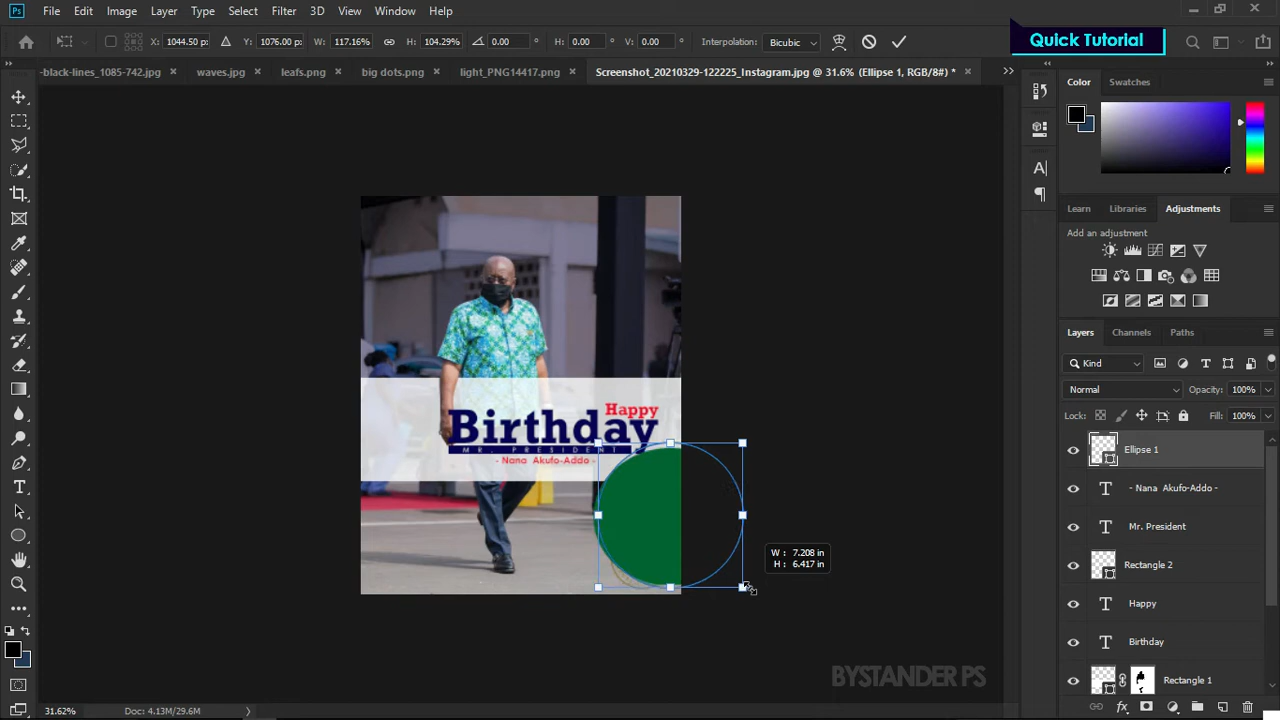 Ps File Edit Image Layer Type Select Filter 3D View Window Help
X: 1044.50 p: Y: 1076.00 p: W: 117.16% H: 104.29% 0.00 ° H: 0.00 ° V: 0.00 ° Interpolation: Bicubic
Quick Tutorial
-black-lines_1085-742.jpg × waves.jpg × leafs.png × big dots.png × light_PNG14417.png × Screenshot_20210329-122225_Instagram.jpg @ 31.6% (Ellipse 1, RGB/8#) * ×
Color Swatches
Learn Libraries Adjustments
Add an adjustment
Layers Channels Paths
Kind
Normal Opacity: 100%
Lock: Fill: 100%
Ellipse 1
- Nana Akufo-Addo -
Mr. President
Rectangle 2
Happy
Birthday
Rectangle 1
Happy
Birthday
MR. PRESIDENT
- Nana Akufo-Addo -
W : 7.208 in
H : 6.417 in
BYSTANDER PS
31.62% Doc: 4.13M/29.6M